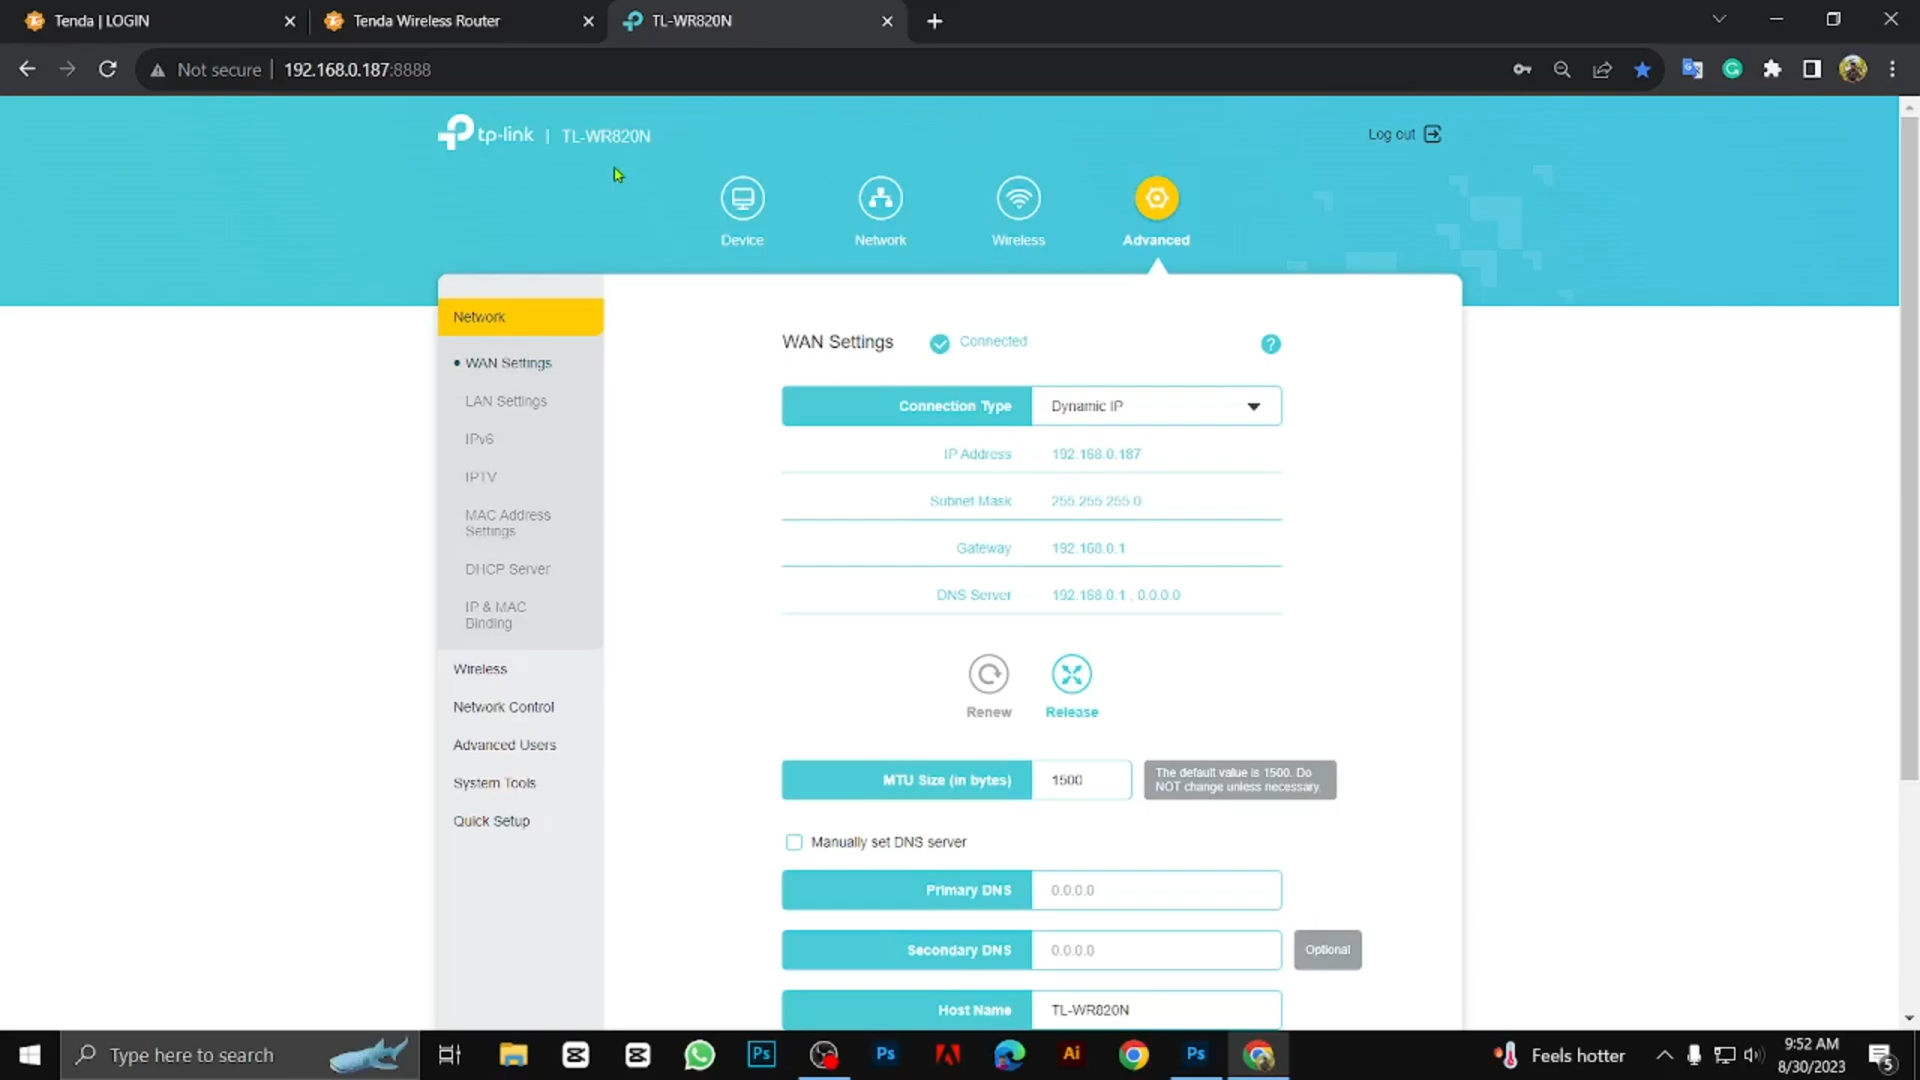 Tenda | LOGIN
Tenda Wireless Router
TL-WR820N
Not secure
192.168.0.187:8888
tp-link | TL-WR820N
Log out
Device
Network
Wireless
Advanced
Network
WAN Settings
LAN Settings
IPv6
IPTV
MAC Address
Settings
DHCP Server
IP & MAC
Binding
Wireless
Network Control
Advanced Users
System Tools
Quick Setup
WAN Settings
Connected
?
Connection Type
Dynamic IP
IP Address
192.168.0.187
Subnet Mask
255.255.255.0
Gateway
192.168.0.1
DNS Server
192.168.0.1 , 0.0.0.0
Renew
Release
MTU Size (in bytes)
1500
The default value is 1500. Do
NOT change unless necessary.
Manually set DNS server
Primary DNS
0.0.0.0
Secondary DNS
0.0.0.0
Optional
Host Name
TL-WR820N
Type here to search
Ps
Ps
Ai
Ps
Feels hotter
9:52 AM
8/30/2023
5